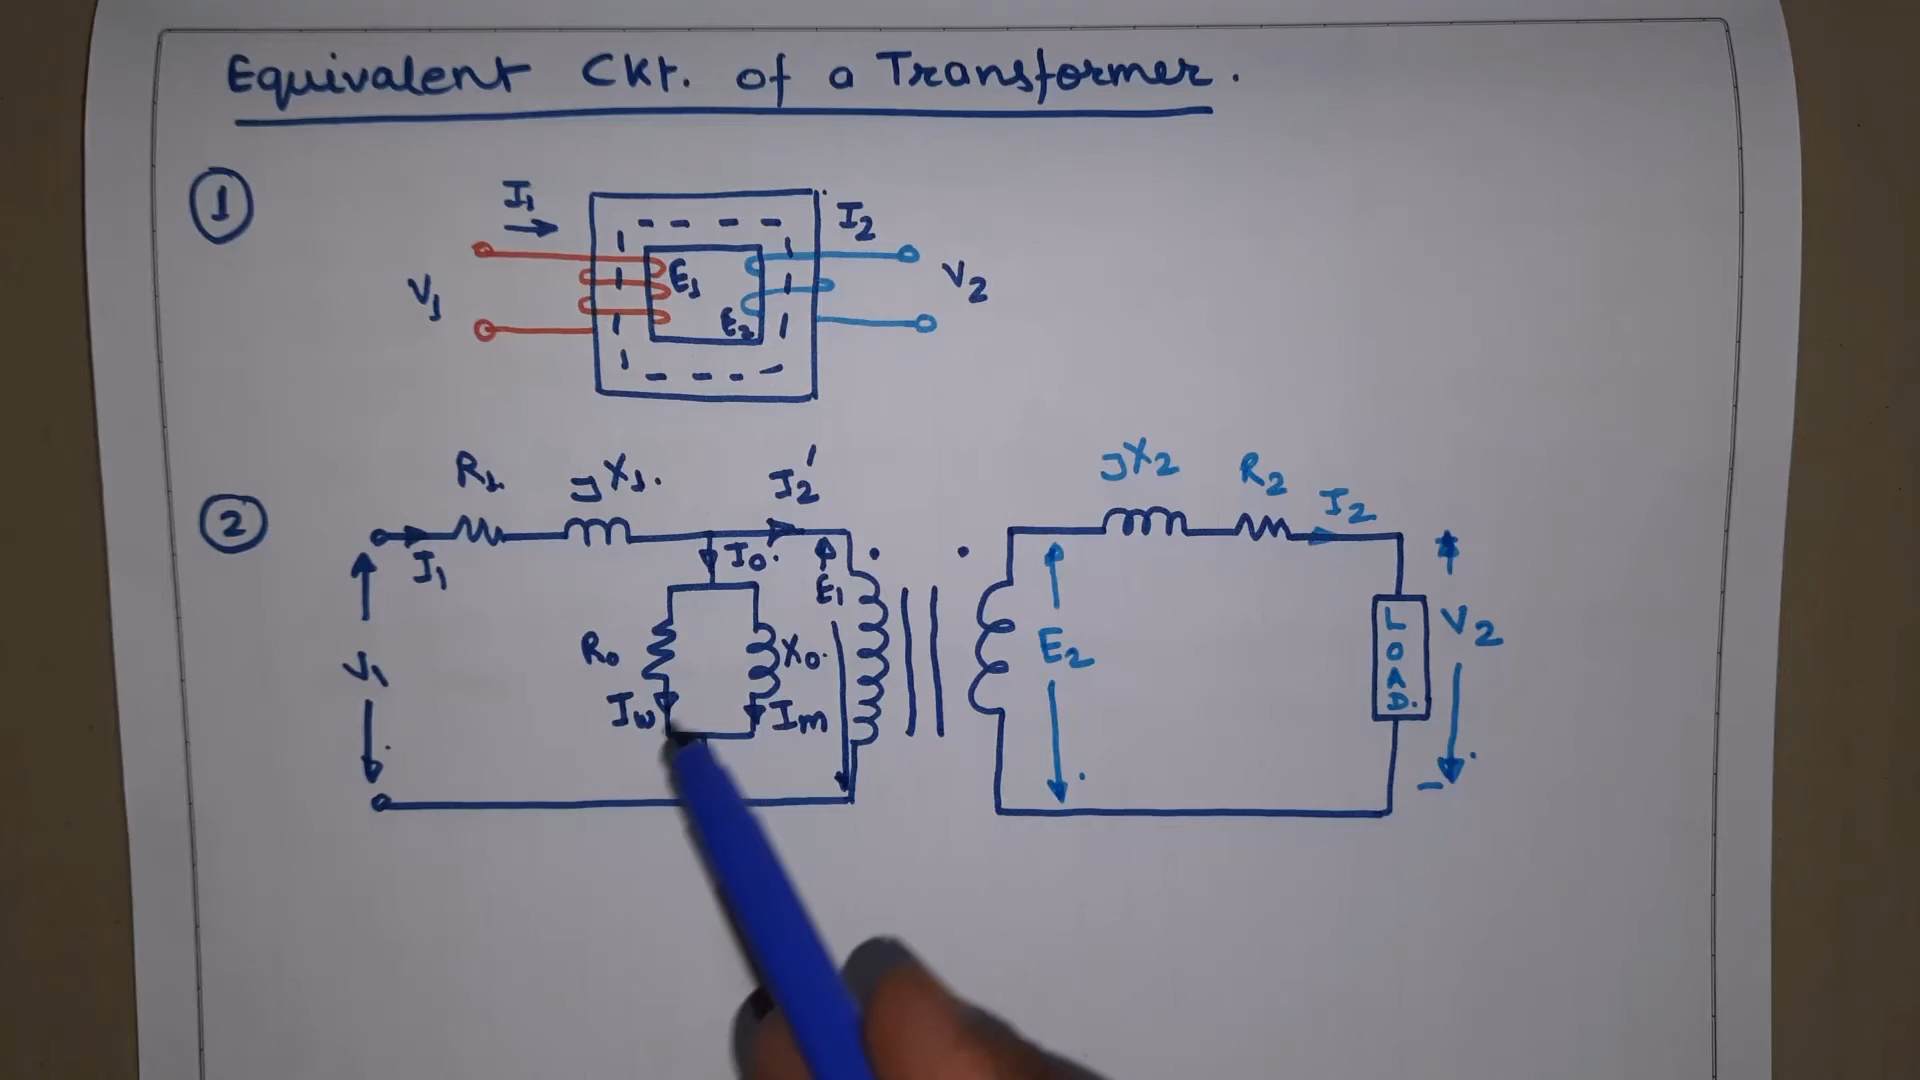 Equivalent Ckt. of a Transformer.
1
I1
I2
V1
E1
E2
V2
2
R1.
jX1.
I2'
jX2
R2
I2
I1
I0.
E1
V1
R0
X0.
E2
LOAD.
V2
Iw
Im